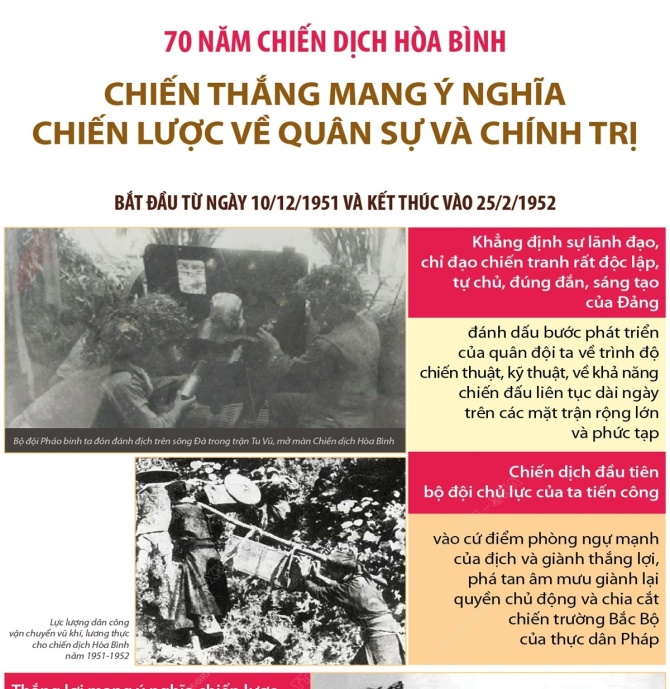 70 NĂM CHIẾN DỊCH HÒA BÌNH
CHIẾN THẮNG MANG Ý NGHĨA
CHIẾN LƯỢC VỀ QUÂN SỰ VÀ CHÍNH TRỊ
BẮT ĐẦU TỪ NGÀY 10/12/1951 VÀ KẾT THÚC VÀO 25/2/1952
Khẳng định sự lãnh đạo,
chỉ đạo chiến tranh rất độc lập,
tự chủ, đúng đắn, sáng tạo
của Đảng
đánh dấu bước phát triển
của quân đội ta về trình độ
chiến thuật, kỹ thuật, về khả năng
chiến đấu liên tục dài ngày
trên các mặt trận rộng lớn
và phức tạp
Bộ đội Pháo binh ta đón đánh địch trên sông Đà trong trận Tu Vũ, mở màn Chiến dịch Hòa Bình
Chiến dịch đầu tiên
bộ đội chủ lực của ta tiến công
vào cứ điểm phòng ngự mạnh
của địch và giành thắng lợi,
phá tan âm mưu giành lại
quyền chủ động và chia cắt
chiến trường Bắc Bộ
của thực dân Pháp
Lực lượng dân công
vận chuyển vũ khí, lương thực
cho chiến dịch Hòa Bình
năm 1951-1952
Thắng lợi mang ý nghĩa chiến lược